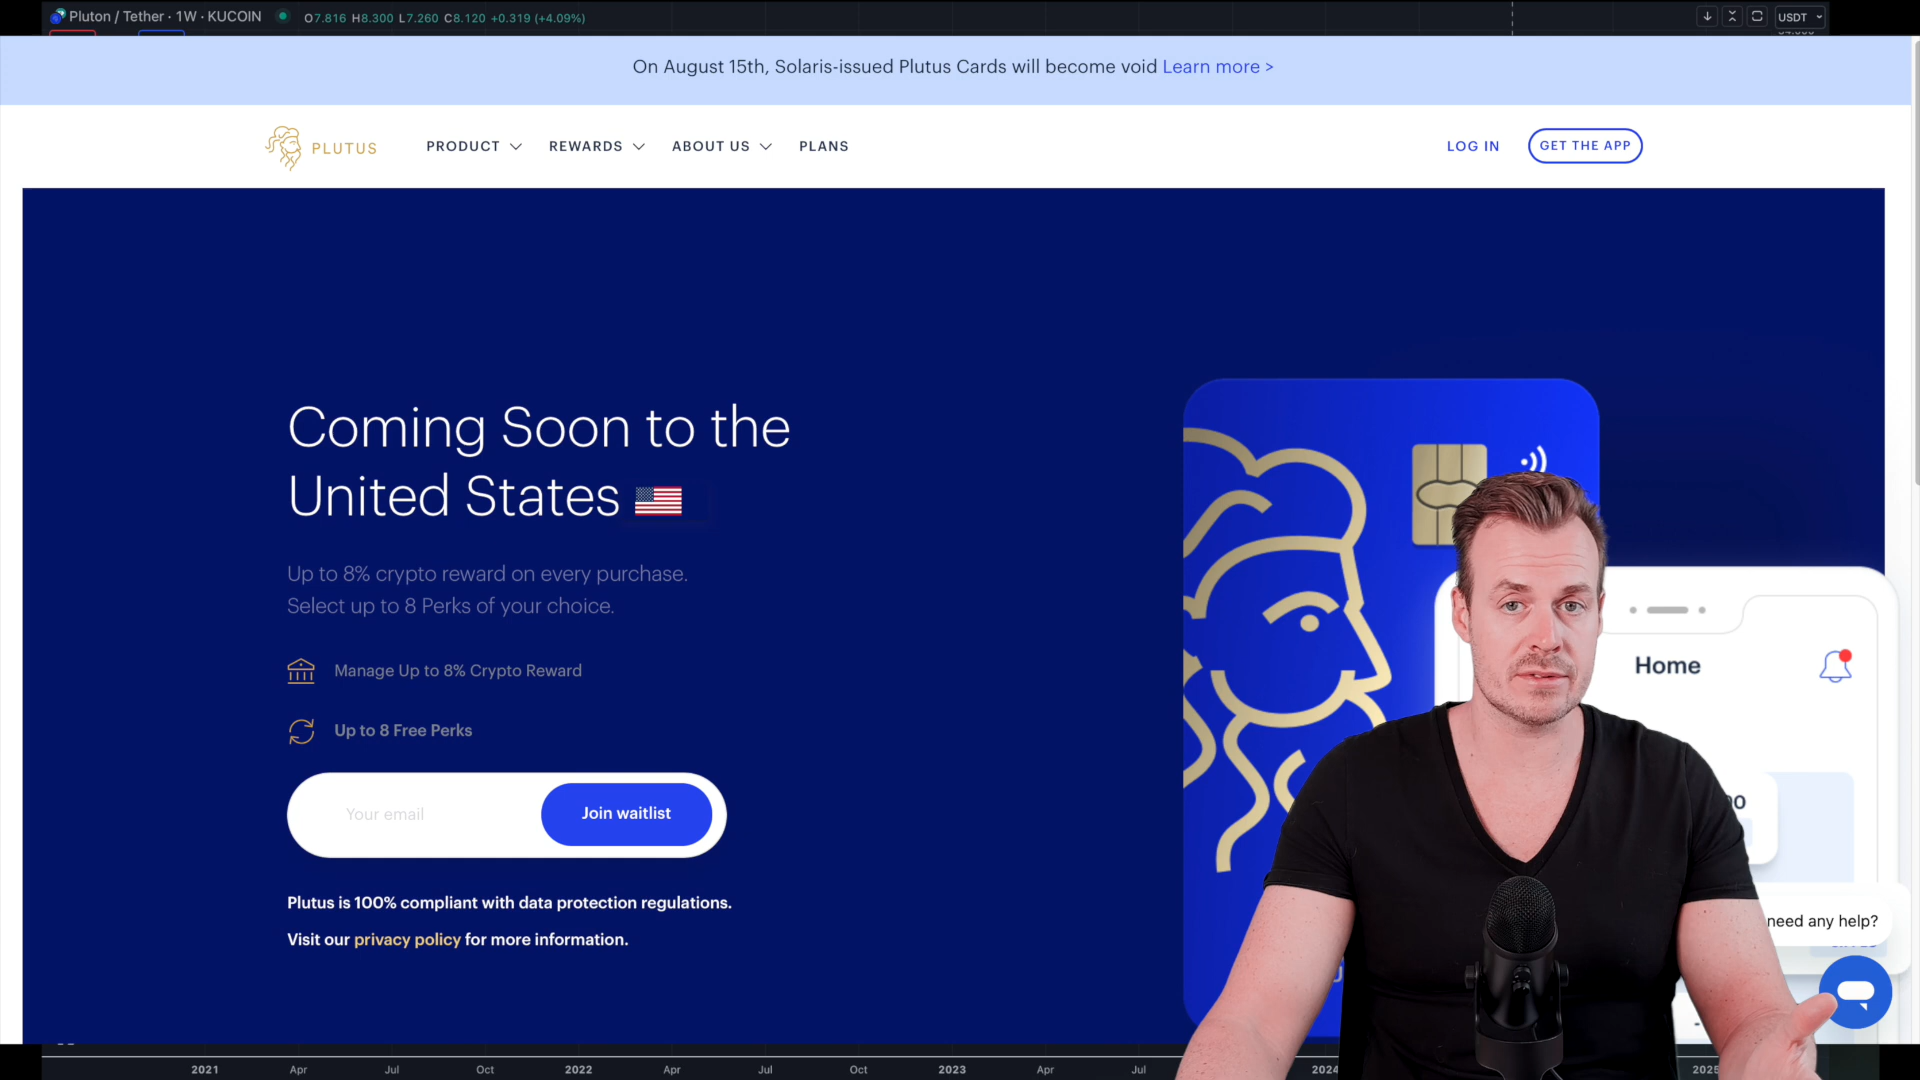 Pluton / Tether · 1W · KUCOIN O7.816 H8.300 L7.260 C8.120 +0.319 (+4.09%) USDT
On August 15th, Solaris-issued Plutus Cards will become void Learn more >
PLUTUS PRODUCT REWARDS ABOUT US PLANS LOG IN GET THE APP
Coming Soon to the
United States
Up to 8% crypto reward on every purchase.
Select up to 8 Perks of your choice.
Manage Up to 8% Crypto Reward
Up to 8 Free Perks
Your email Join waitlist
Plutus is 100% compliant with data protection regulations.
Visit our privacy policy for more information.
Home
need any help?
2021 Apr Jul Oct 2022 Apr Jul Oct 2023 Apr Jul 2024 2025